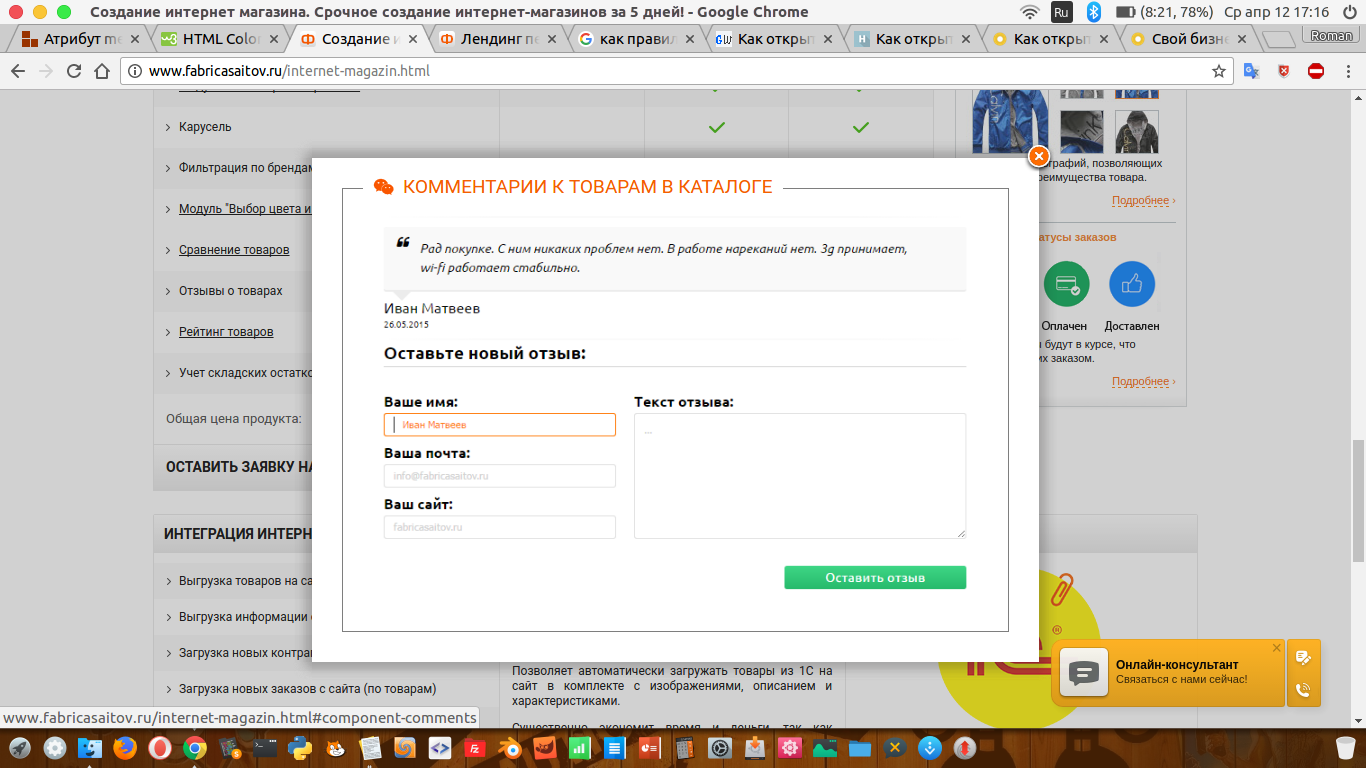 Создание интернет магазина. Срочное создание интернет-магазинов за 5 дней! - Google Chrome
Ru
(8:21, 78%)
Ср апр 12 17:16
Атрибут me
HTML Colo
Создание и
Лендинг пе
как правил
Как открыт
Как открыт
Как открыт
Свой бизне
Roman
www.fabricasaitov.ru/internet-magazin.html
Карусель
Фильтрация по брендам
Модуль "Выбор цвета и
Сравнение товаров
Отзывы о товарах
Рейтинг товаров
Учет складских остатко
Общая цена продукта:
ОСТАВИТЬ ЗАЯВКУ НА
ИНТЕГРАЦИЯ ИНТЕРН
Выгрузка товаров на са
Выгрузка информации
Загрузка новых контра
Загрузка новых заказов с сайта (по товарам)
КОММЕНТАРИИ К ТОВАРАМ В КАТАЛОГЕ
Рад покупке. С ним никаких проблем нет. В работе нареканий нет. 3g принимает,
wi-fi работает стабильно.
Иван Матвеев
26.05.2015
Оставьте новый отзыв:
Ваше имя:
Иван Матвеев
Ваша почта:
info@fabricasaitov.ru
Ваш сайт:
fabricasaitov.ru
Текст отзыва:
...
Оставить отзыв
Позволяет автоматически загружать товары из 1С на
сайт в комплекте с изображениями, описанием и
характеристиками.
Существенно экономит время и деньги, так как
ографий, позволяющих
реимущества товара.
Подробнее ›
атусы заказов
Оплачен
Доставлен
и будут в курсе, что
их заказом.
Подробнее ›
Онлайн-консультант
Связаться с нами сейчас!
www.fabricasaitov.ru/internet-magazin.html#component-comments